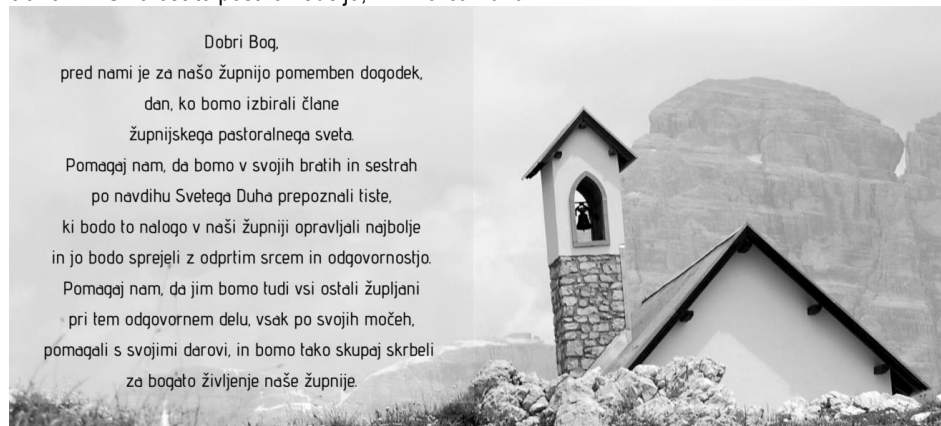 Dobri Bog,
pred nami je za našo župnijo pomemben dogodek,
dan, ko bomo izbirali člane
župnijskega pastoralnega sveta.
Pomagaj nam, da bomo v svojih bratih in sestrah
po navdihu Svetega Duha prepoznali tiste,
ki bodo to nalogo v naši župniji opravljali najbolje
in jo bodo sprejeli z odprtim srcem in odgovornostjo.
Pomagaj nam, da jim bomo tudi vsi ostali župljani
pri tem odgovornem delu, vsak po svojih močeh,
pomagali s svojimi darovi, in bomo tako skupaj skrbeli
za bogato življenje naše župnije.